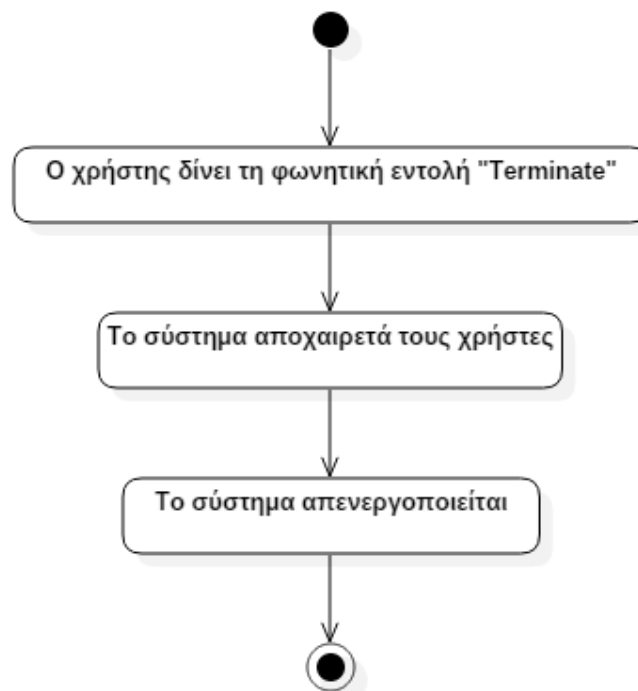 Ο χρήστης δίνει τη φωνητική εντολή "Terminate"
Το σύστημα αποχαιρετά τους χρήστες
Το σύστημα απενεργοποιείται